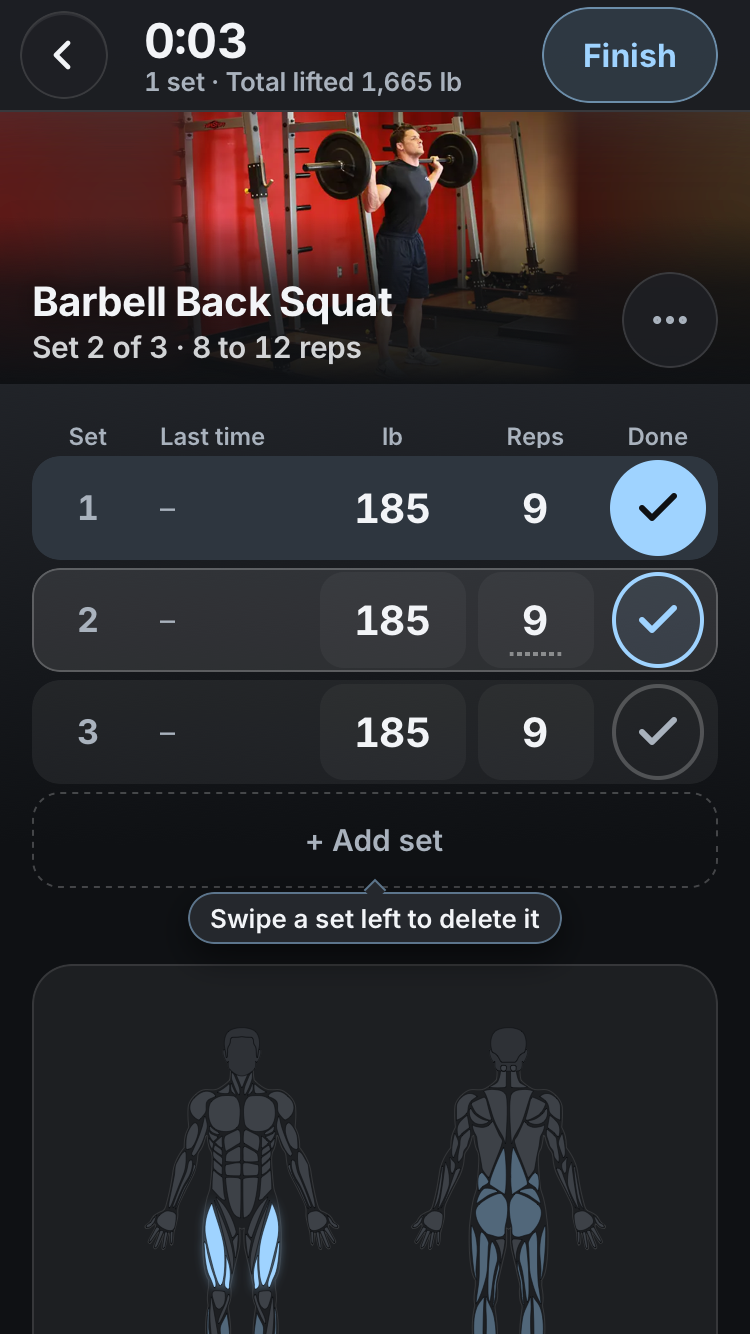 0:03
1 set · Total lifted 1,665 lb
Finish
Barbell Back Squat
Set 2 of 3 · 8 to 12 reps
Set Last time lb Reps Done
1 – 185 9
2 – 185 9
3 – 185 9
+ Add set
Swipe a set left to delete it